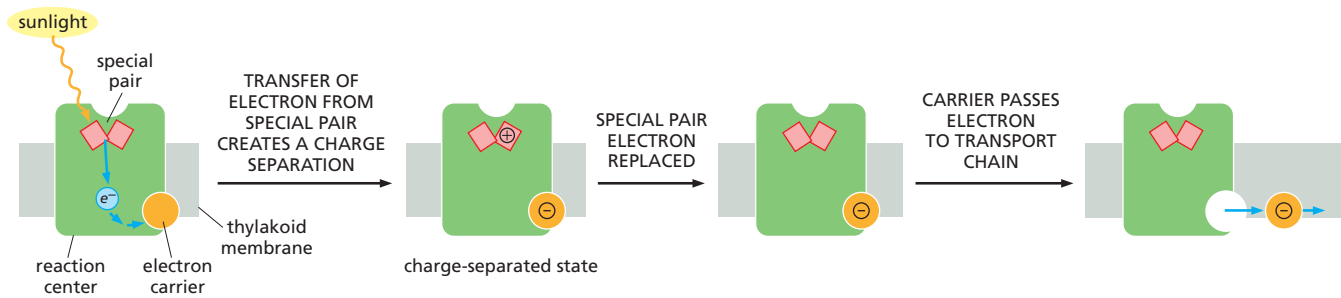 sunlight
special
pair
e–
reaction
center
electron
carrier
thylakoid
membrane
TRANSFER OF
ELECTRON FROM
SPECIAL PAIR
CREATES A CHARGE
SEPARATION
+
–
charge-separated state
SPECIAL PAIR
ELECTRON
REPLACED
–
CARRIER PASSES
ELECTRON
TO TRANSPORT
CHAIN
–